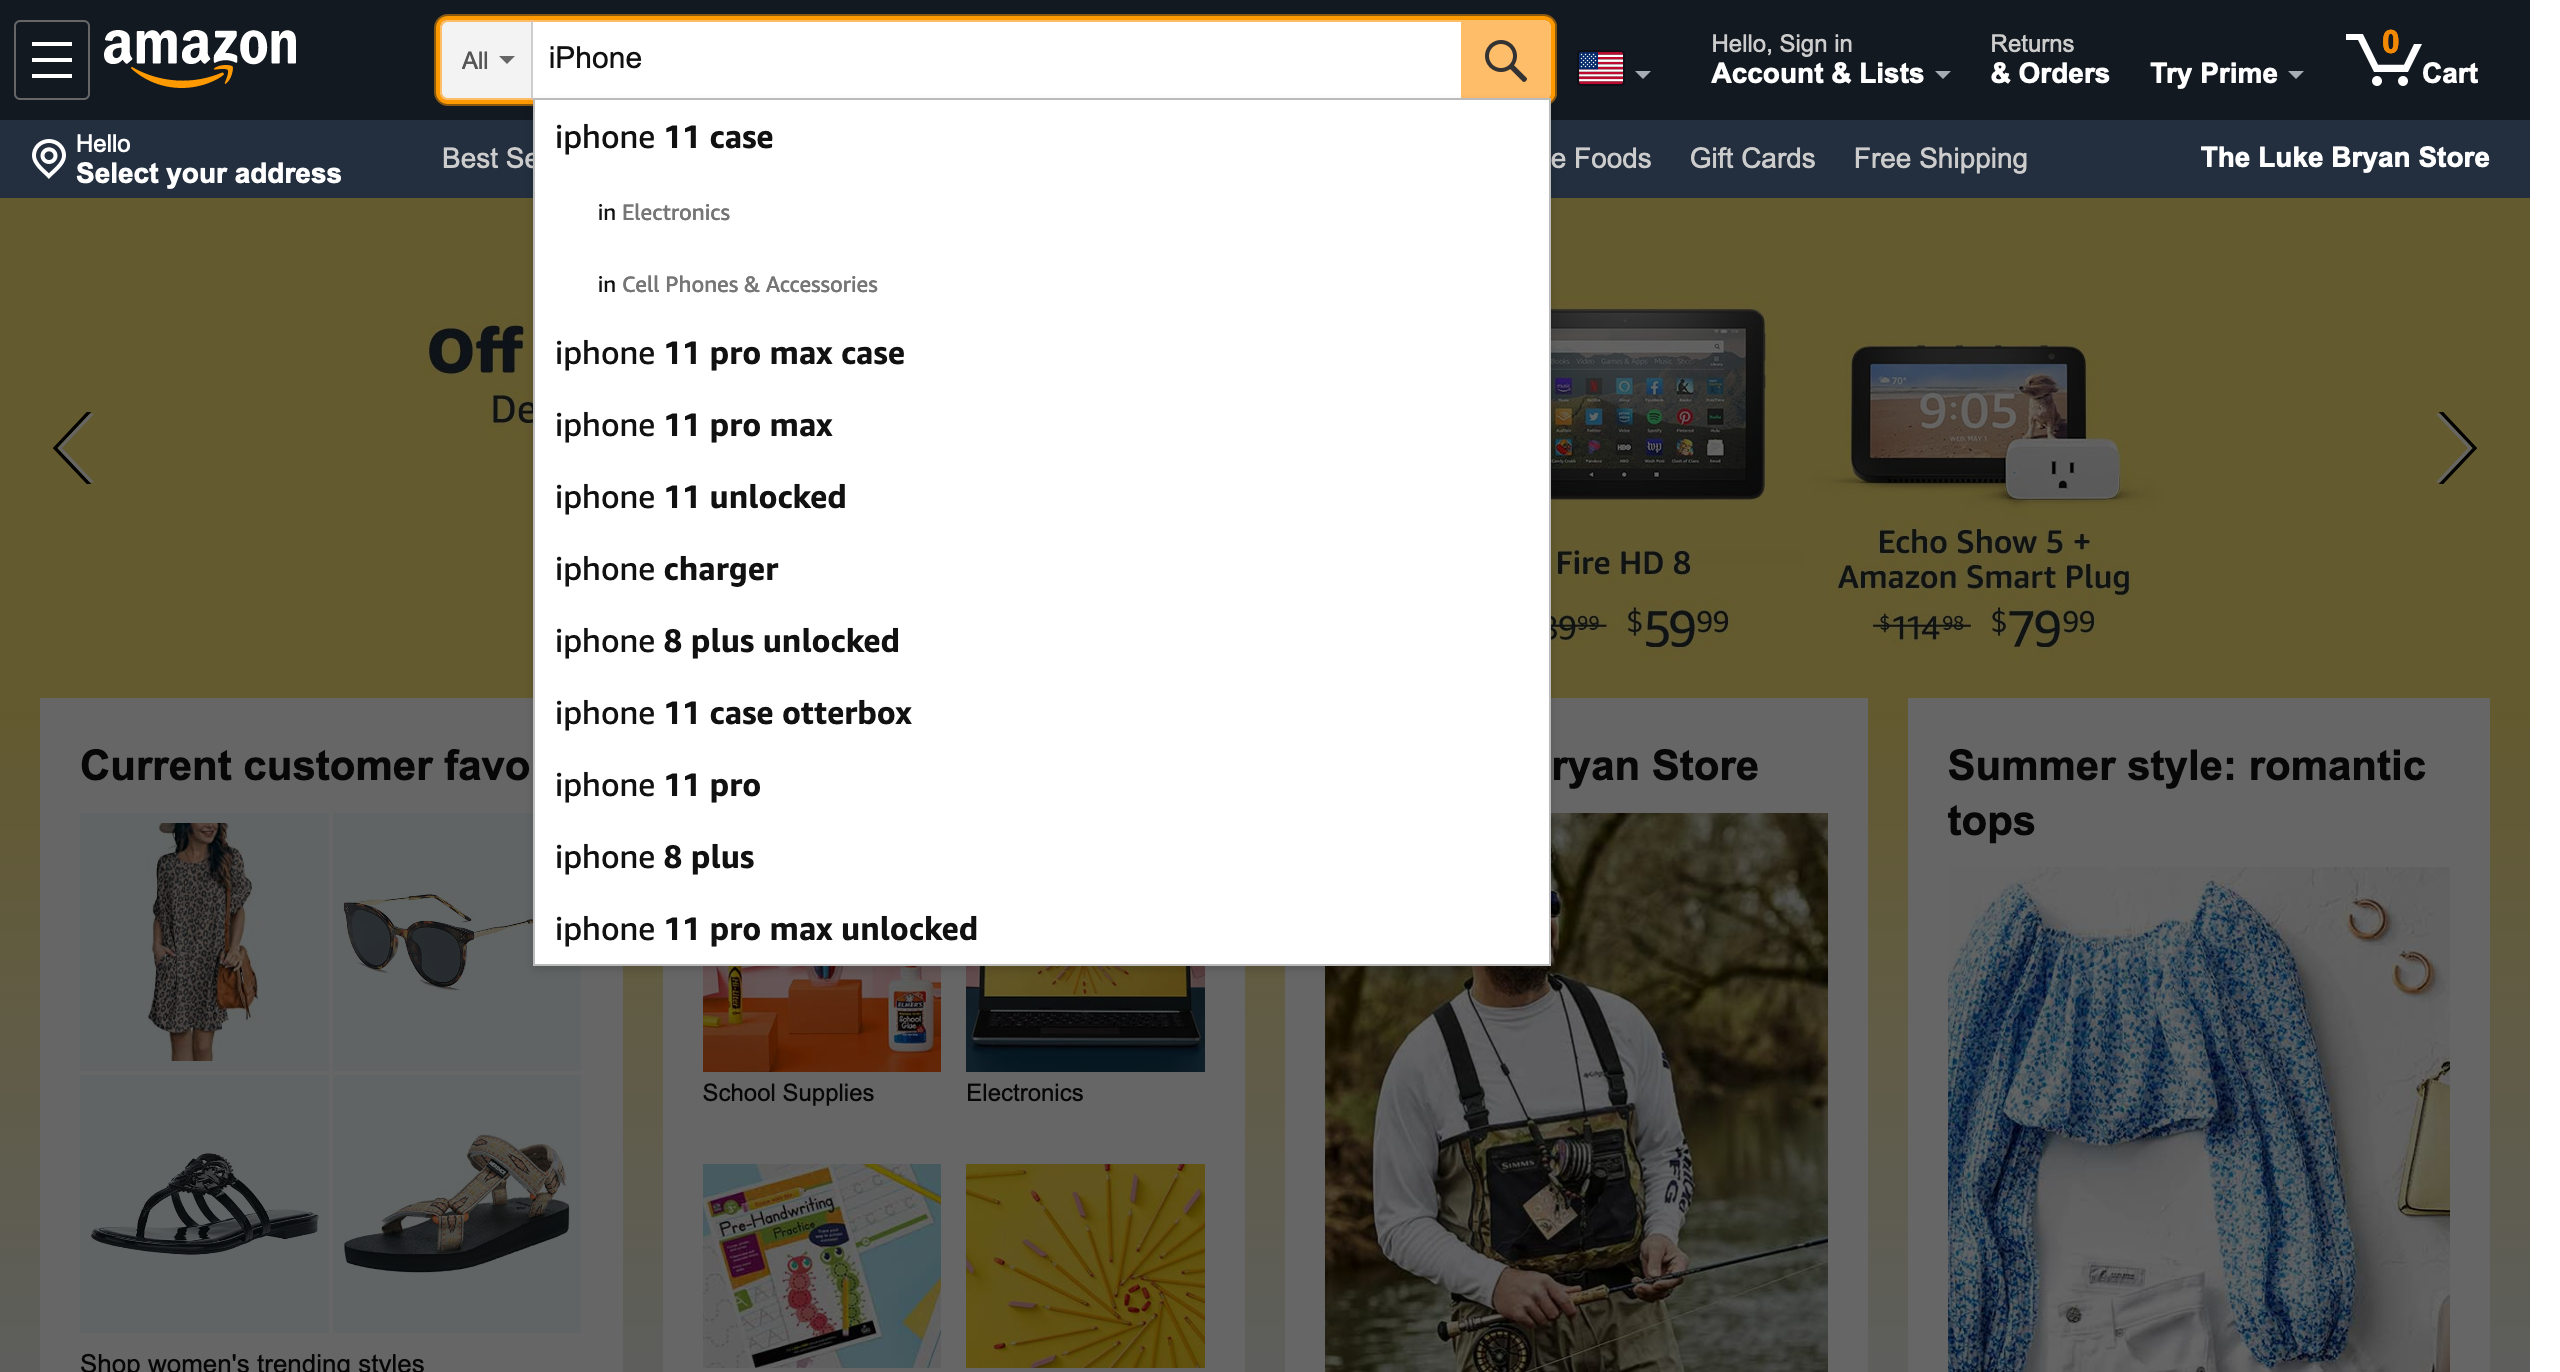 amazon
All
iPhone
Hello, Sign in
Account & Lists
Returns
& Orders
Try Prime
0
Cart
Hello
Select your address
Best Se
e Foods
Gift Cards
Free Shipping
The Luke Bryan Store
iphone 11 case
in Electronics
in Cell Phones & Accessories
iphone 11 pro max case
iphone 11 pro max
iphone 11 unlocked
iphone charger
iphone 8 plus unlocked
iphone 11 case otterbox
iphone 11 pro
iphone 8 plus
iphone 11 pro max unlocked
Off
De
70°
9:05
Fire HD 8
$59.99
Echo Show 5 +
Amazon Smart Plug
$114.98 $79.99
Current customer favo
ryan Store
Summer style: romantic
tops
School Supplies
Electronics
ELMER'S
School
Glue
SIMMS
Pre-Handwriting
Practice
Shop women's trending styles